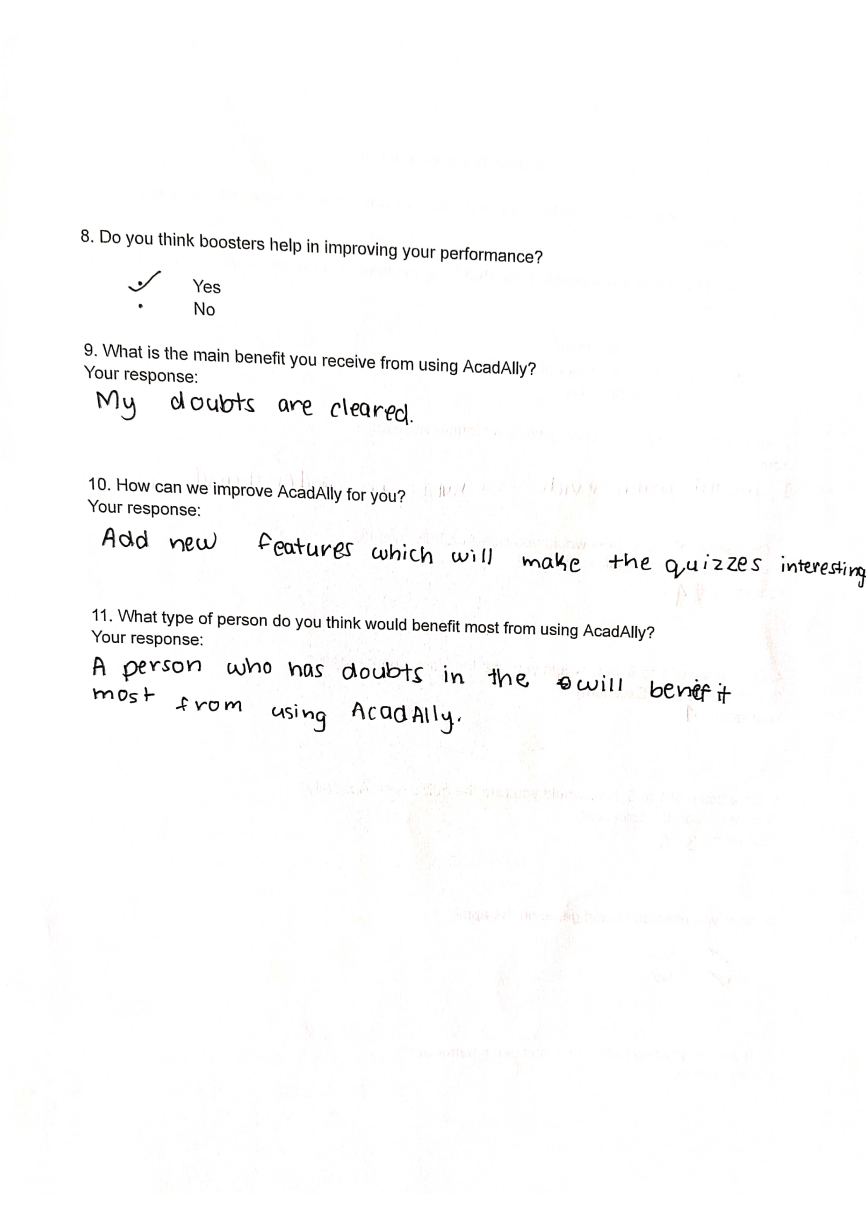 8. Do you think boosters help in improving your performance?
Yes
No
9. What is the main benefit you receive from using AcadAlly?
Your response:
My doubts are cleared.
10. How can we improve AcadAlly for you?
Your response:
Add new features which will make the quizzes interesting
11. What type of person do you think would benefit most from using AcadAlly?
Your response:
A person who has doubts in the will benefit
most from using AcadAlly.